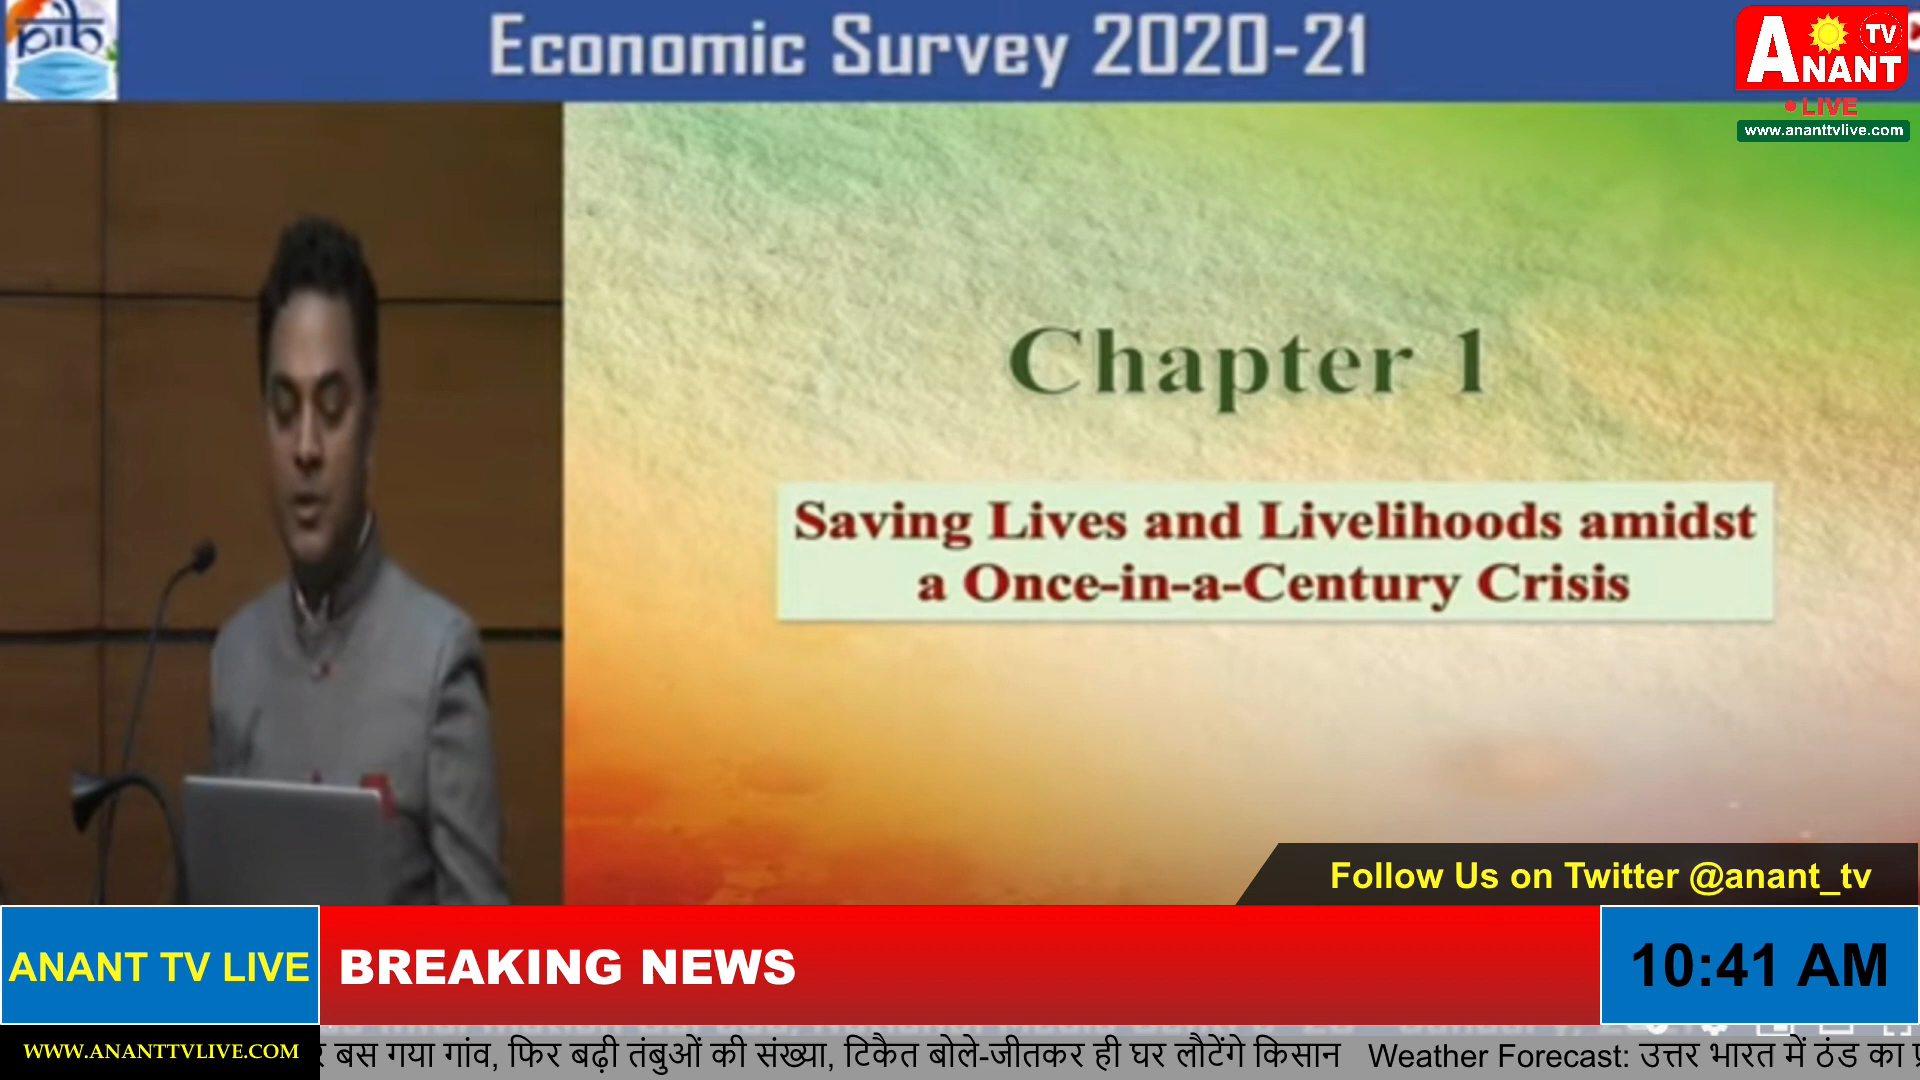 pib
Economic Survey 2020-21
ANANT TV
LIVE
www.ananttvlive.com
Chapter 1
Saving Lives and Livelihoods amidst
a Once-in-a-Century Crisis
Follow Us on Twitter @anant_tv
ANANT TV LIVE
BREAKING NEWS
10:41 AM
WWW.ANANTTVLIVE.COM
बस गया गांव, फिर बढ़ी तंबुओं की संख्या, टिकैत बोले-जीतकर ही घर लौटेंगे किसान Weather Forecast: उत्तर भारत में ठंड का